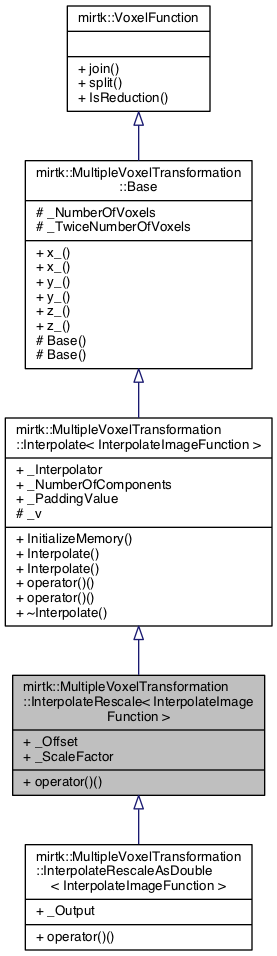 mirtk::VoxelFunction
+ join()
+ split()
+ IsReduction()
mirtk::MultipleVoxelTransformation
::Base
# _NumberOfVoxels
# _TwiceNumberOfVoxels
+ x_()
+ x_()
+ y_()
+ y_()
+ z_()
+ z_()
# Base()
# Base()
mirtk::MultipleVoxelTransformation
::Interpolate< InterpolateImageFunction >
+ _Interpolator
+ _NumberOfComponents
+ _PaddingValue
# _v
+ InitializeMemory()
+ Interpolate()
+ Interpolate()
+ operator()()
+ operator()()
+ ~Interpolate()
mirtk::MultipleVoxelTransformation
::InterpolateRescale< InterpolateImage
Function >
+ _Offset
+ _ScaleFactor
+ operator()()
mirtk::MultipleVoxelTransformation
::InterpolateRescaleAsDouble
< InterpolateImageFunction >
+ _Output
+ operator()()